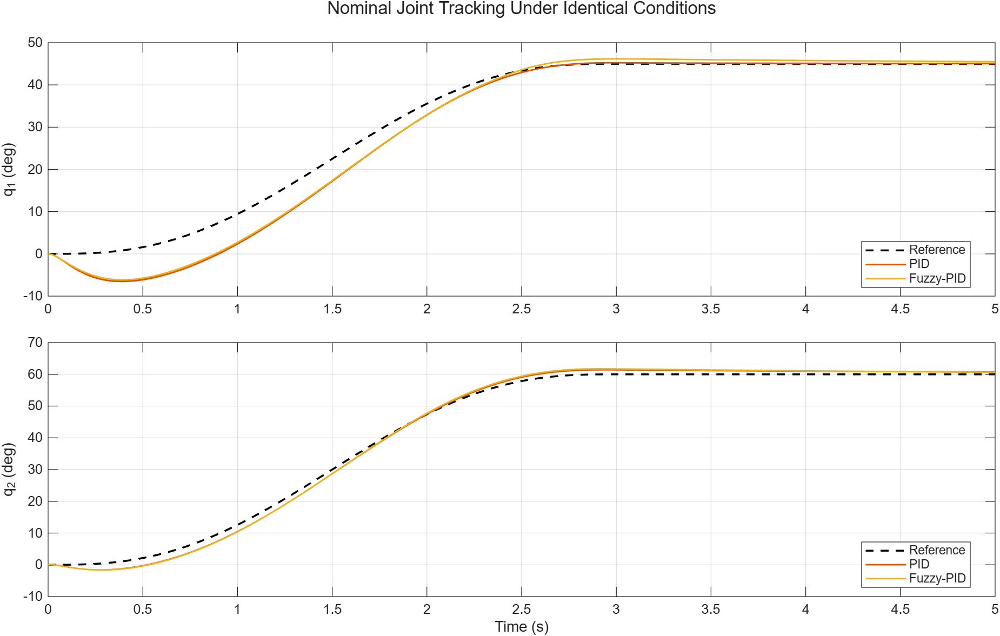 Nominal Joint Tracking Under Identical Conditions
50
40
30
20
10
0
-10
q1 (deg)
0 0.5 1 1.5 2 2.5 3 3.5 4 4.5 5
Reference
PID
Fuzzy-PID
70
60
50
40
30
20
10
0
-10
q2 (deg)
0 0.5 1 1.5 2 2.5 3 3.5 4 4.5 5
Reference
PID
Fuzzy-PID
Time (s)